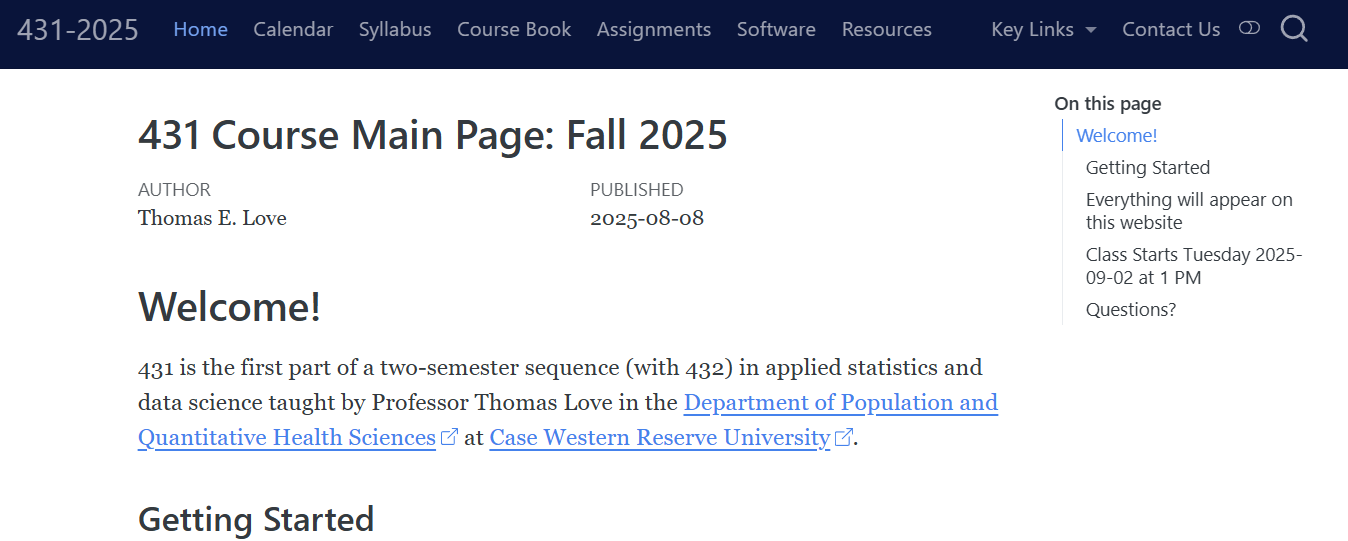 431-2025 Home Calendar Syllabus Course Book Assignments Software Resources Key Links Contact Us
431 Course Main Page: Fall 2025
AUTHOR
Thomas E. Love
PUBLISHED
2025-08-08
Welcome!
431 is the first part of a two-semester sequence (with 432) in applied statistics and
data science taught by Professor Thomas Love in the Department of Population and
Quantitative Health Sciences at Case Western Reserve University.
Getting Started
On this page
Welcome!
Getting Started
Everything will appear on
this website
Class Starts Tuesday 2025-
09-02 at 1 PM
Questions?